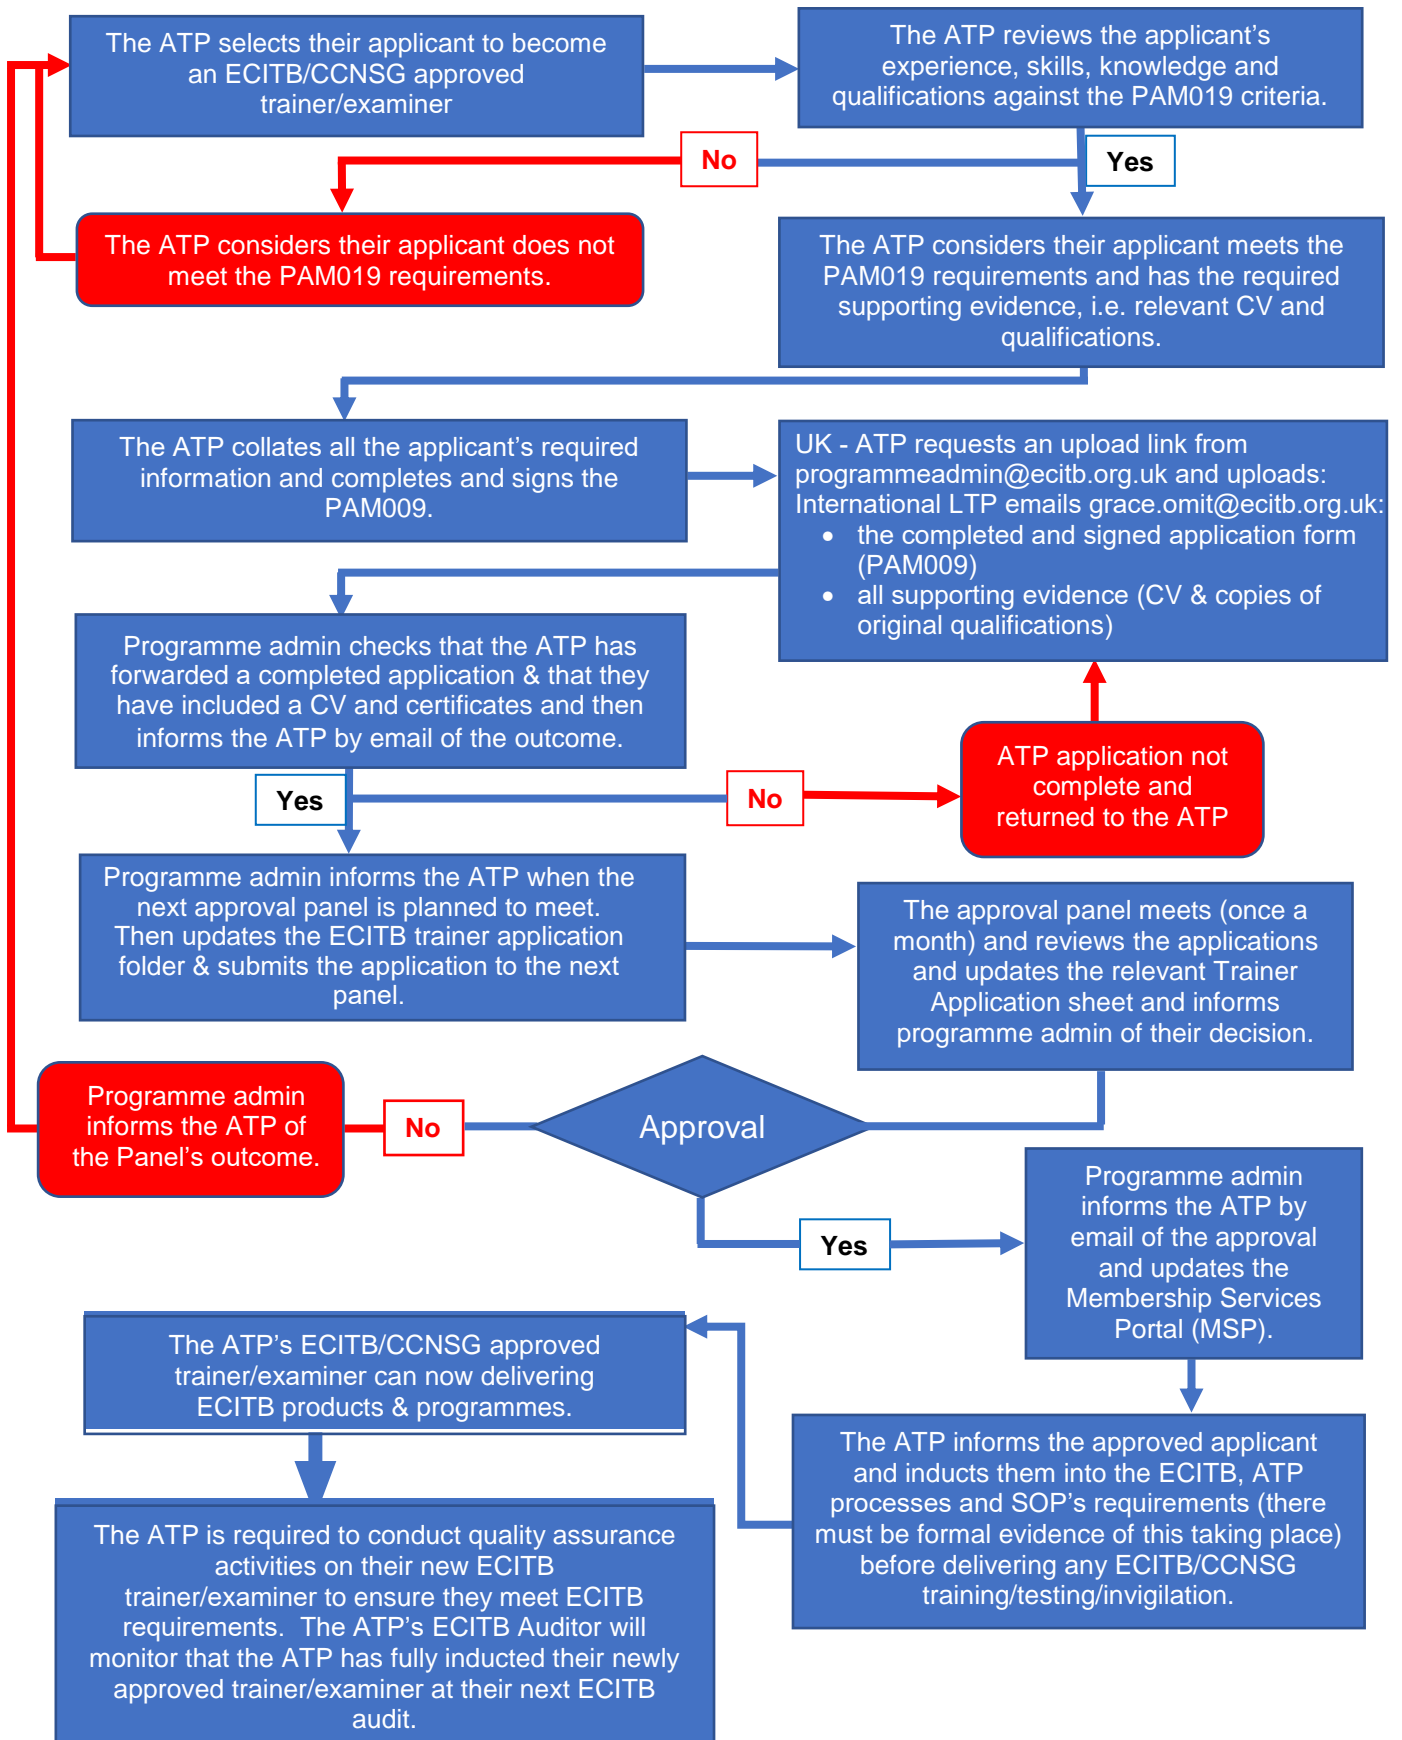 The ATP selects their applicant to become
an ECITB/CCNSG approved
trainer/examiner
The ATP reviews the applicant's
experience, skills, knowledge and
qualifications against the PAM019 criteria.
No
Yes
The ATP considers their applicant does not
meet the PAM019 requirements.
The ATP considers their applicant meets the
PAM019 requirements and has the required
supporting evidence, i.e. relevant CV and
qualifications.
The ATP collates all the applicant's required
information and completes and signs the
PAM009.
UK - ATP requests an upload link from
programmeadmin@ecitb.org.uk and uploads:
International LTP emails grace.omit@ecitb.org.uk:
• the completed and signed application form
(PAM009)
• all supporting evidence (CV & copies of
original qualifications)
Programme admin checks that the ATP has
forwarded a completed application & that they
have included a CV and certificates and then
informs the ATP by email of the outcome.
Yes
No
ATP application not
complete and
returned to the ATP
Programme admin informs the ATP when the
next approval panel is planned to meet.
Then updates the ECITB trainer application
folder & submits the application to the next
panel.
The approval panel meets (once a
month) and reviews the applications
and updates the relevant Trainer
Application sheet and informs
programme admin of their decision.
Programme admin
informs the ATP of
the Panel's outcome.
No
Approval
Yes
Programme admin
informs the ATP by
email of the approval
and updates the
Membership Services
Portal (MSP).
The ATP's ECITB/CCNSG approved
trainer/examiner can now delivering
ECITB products & programmes.
The ATP informs the approved applicant
and inducts them into the ECITB, ATP
processes and SOP's requirements (there
must be formal evidence of this taking place)
before delivering any ECITB/CCNSG
training/testing/invigilation.
The ATP is required to conduct quality assurance
activities on their new ECITB
trainer/examiner to ensure they meet ECITB
requirements.  The ATP's ECITB Auditor will
monitor that the ATP has fully inducted their newly
approved trainer/examiner at their next ECITB
audit.